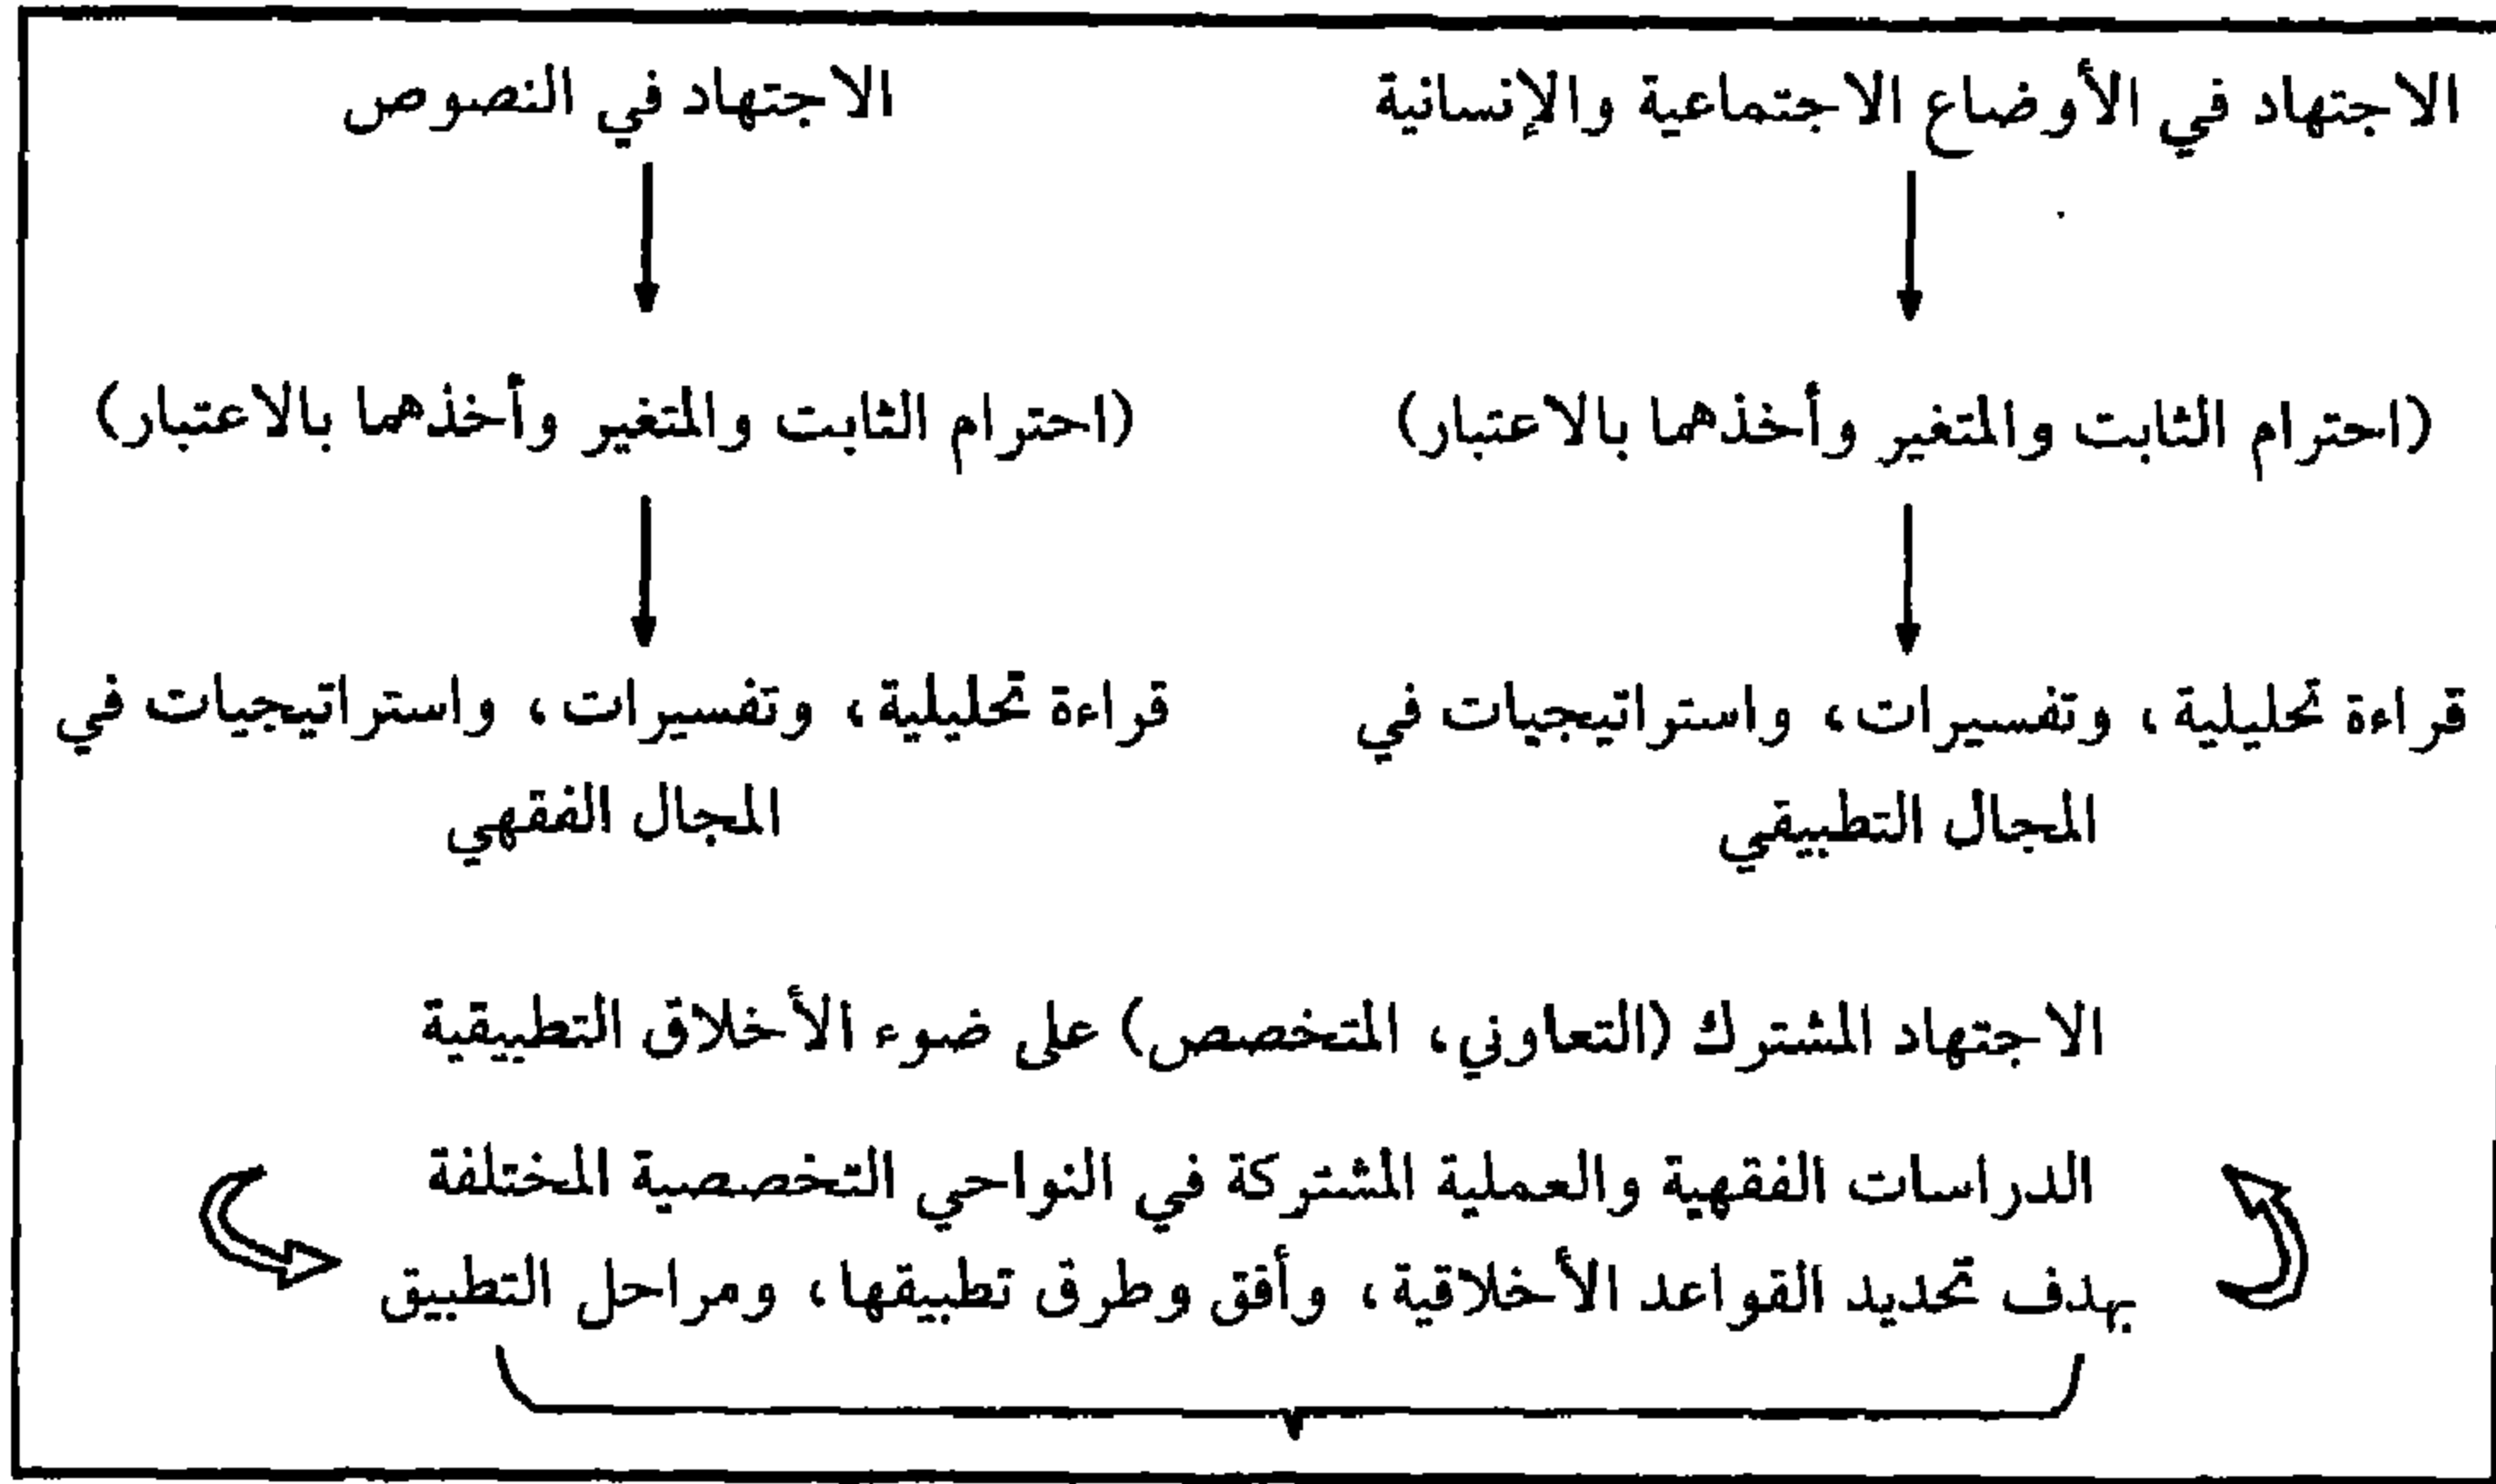 الاجتهاد في الأوضاع الاجتماعية والإنسانية
الاجتهاد في النصوص
(احترام الثابت والمتغير وأخذهما بالاعتبار)
(احترام الثابت والمتغير وأخذهما بالاعتبار)
قراءة تحليلية، وتفسيرات، واستراتيجيات في
المجال التطبيقي
قراءة تحليلية، وتفسيرات، واستراتيجيات في
المجال الفقهي
الاجتهاد المشترك (التعاوني، المتخصص) على ضوء الأخلاق التطبيقية
الدراسات الفقهية والعملية المشتركة في النواحي التخصصية المختلفة
بهدف تحديد القواعد الأخلاقية، وأفق وطرق تطبيقها، ومراحل التطبيق